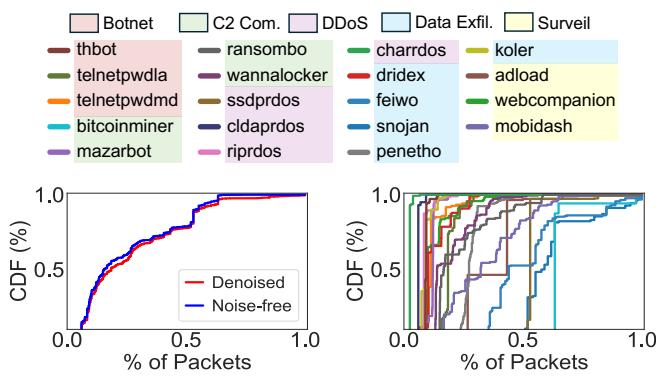 Botnet C2 Com. DDoS Data Exfil. Surveil
thbot ransombo charrdos koler
telnetpwdla wannalocker dridex adload
telnetpwdmd ssdprdos feiwo webcompanion
bitcoinminer cldaprdos snojan mobidash
mazarbot riprdos penetho
1.0
0.5
CDF (%)
Denoised
Noise-free
0.0 0.5 1.0
% of Packets
1.0
0.5
CDF (%)
0.0 0.5 1.0
% of Packets